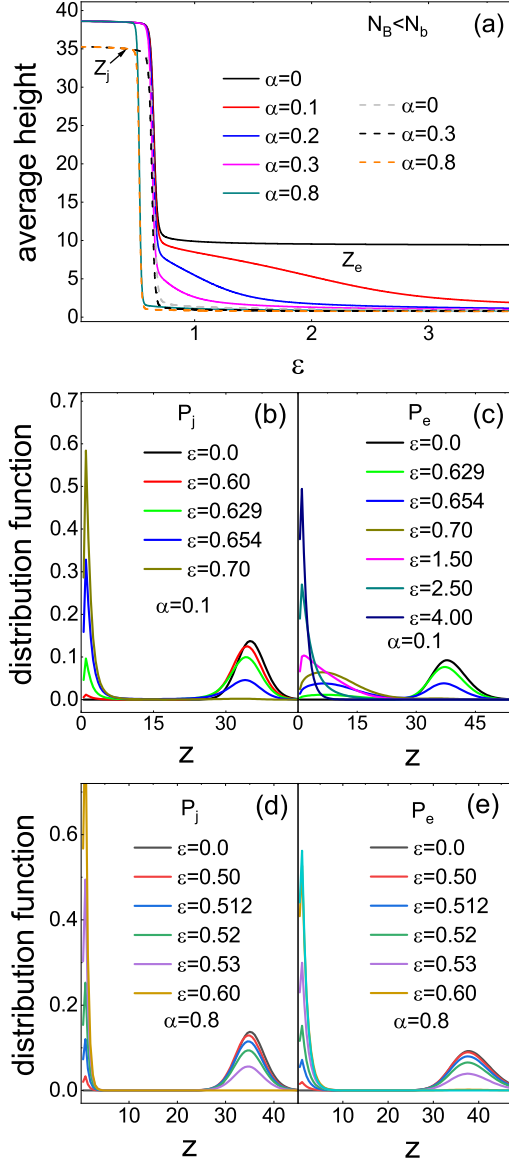 N_B<N_b (a)
average height
40
35
30
25
20
15
10
5
0
Z_j
α=0
α=0.1
α=0.2
α=0.3
α=0.8
α=0
α=0.3
α=0.8
Z_e
1 2 3
ε
distribution function
0.7
0.6
0.5
0.4
0.3
0.2
0.1
0.0
P_j (b)
ε=0.0
ε=0.60
ε=0.629
ε=0.654
ε=0.70
α=0.1
0 15 30
z
P_e (c)
ε=0.0
ε=0.629
ε=0.654
ε=0.70
ε=1.50
ε=2.50
ε=4.00
α=0.1
0 15 30 45
z
distribution function
0.6
0.4
0.2
0.0
P_j (d)
ε=0.0
ε=0.50
ε=0.512
ε=0.52
ε=0.53
ε=0.60
α=0.8
10 20 30 40
z
P_e (e)
ε=0.0
ε=0.50
ε=0.512
ε=0.52
ε=0.53
ε=0.60
α=0.8
10 20 30 40
z